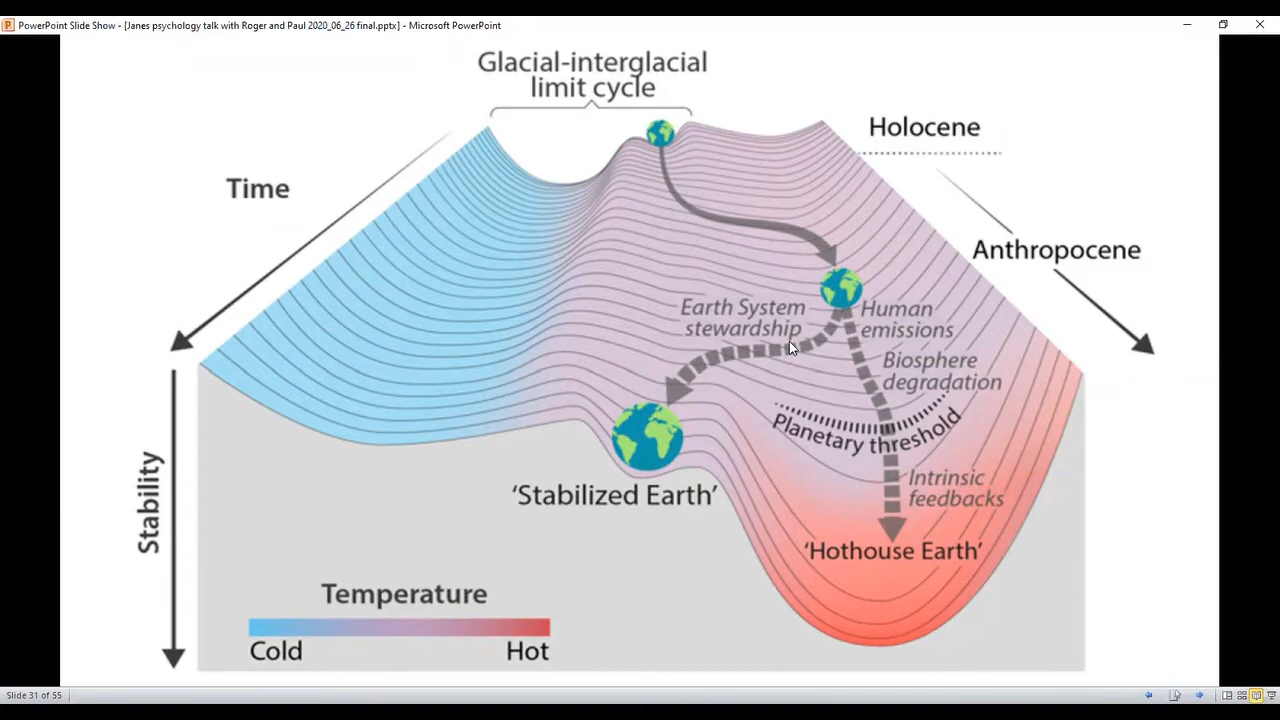 PowerPoint Slide Show - [Janes psychology talk with Roger and Paul 2020_06_26 final.pptx] - Microsoft PowerPoint
Glacial-interglacial
limit cycle
Holocene
Time
Anthropocene
Earth System
stewardship
Human
emissions
Biosphere
degradation
Planetary threshold
Stability
Intrinsic
feedbacks
'Stabilized Earth'
'Hothouse Earth'
Temperature
Cold
Hot
Slide 31 of 55